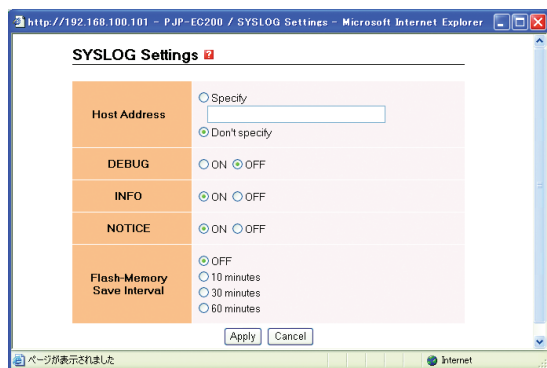 http://192.168.100.101 - PJP-EC200 / SYSLOG Settings - Microsoft Internet Explorer
SYSLOG Settings ?
Host Address
Specify
Don't specify
DEBUG
ON OFF
INFO
ON OFF
NOTICE
ON OFF
Flash-Memory
Save Interval
OFF
10 minutes
30 minutes
60 minutes
Apply Cancel
ページが表示されました
Internet